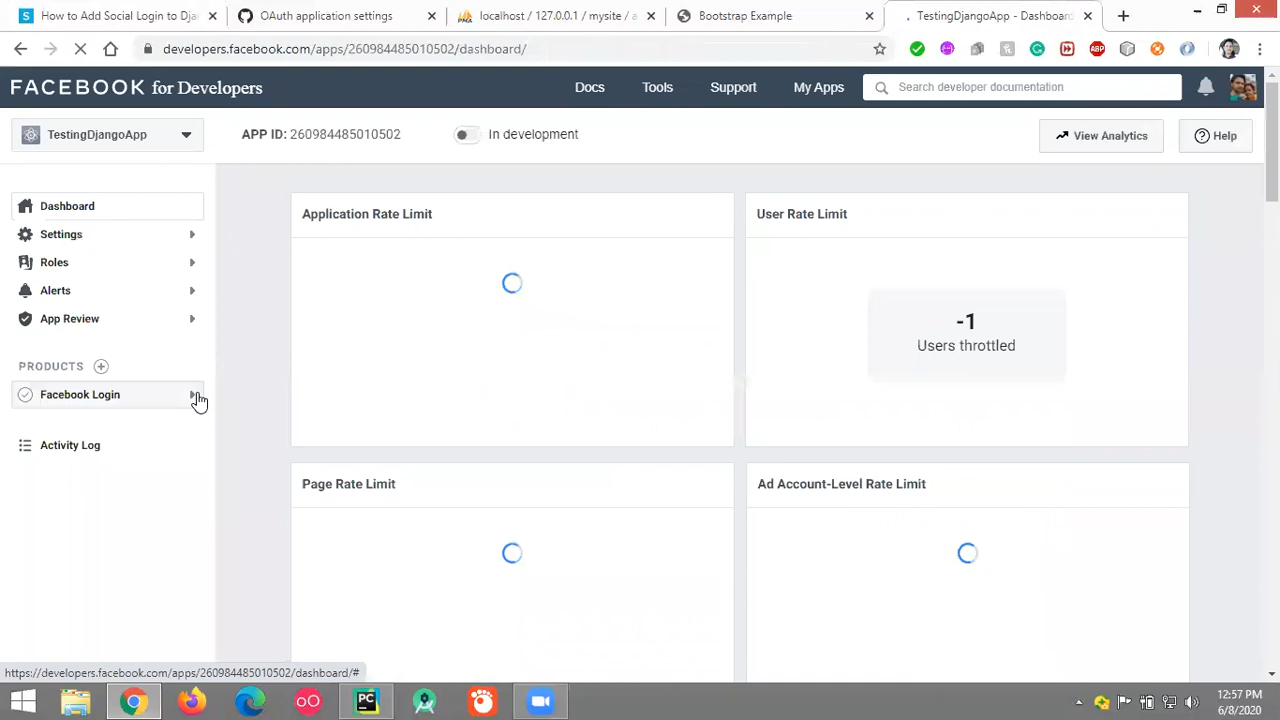 How to Add Social Login to Dja
OAuth application settings
localhost / 127.0.0.1 / mysite / a
Bootstrap Example
TestingDjangoApp - Dashboard
developers.facebook.com/apps/260984485010502/dashboard/
FACEBOOK for Developers
Docs
Tools
Support
My Apps
Search developer documentation
TestingDjangoApp
APP ID: 260984485010502
In development
View Analytics
Help
Dashboard
Settings
Roles
Alerts
App Review
PRODUCTS
Facebook Login
Activity Log
Application Rate Limit
User Rate Limit
-1
Users throttled
Page Rate Limit
Ad Account-Level Rate Limit
https://developers.facebook.com/apps/260984485010502/dashboard/#
12:57 PM
6/8/2020